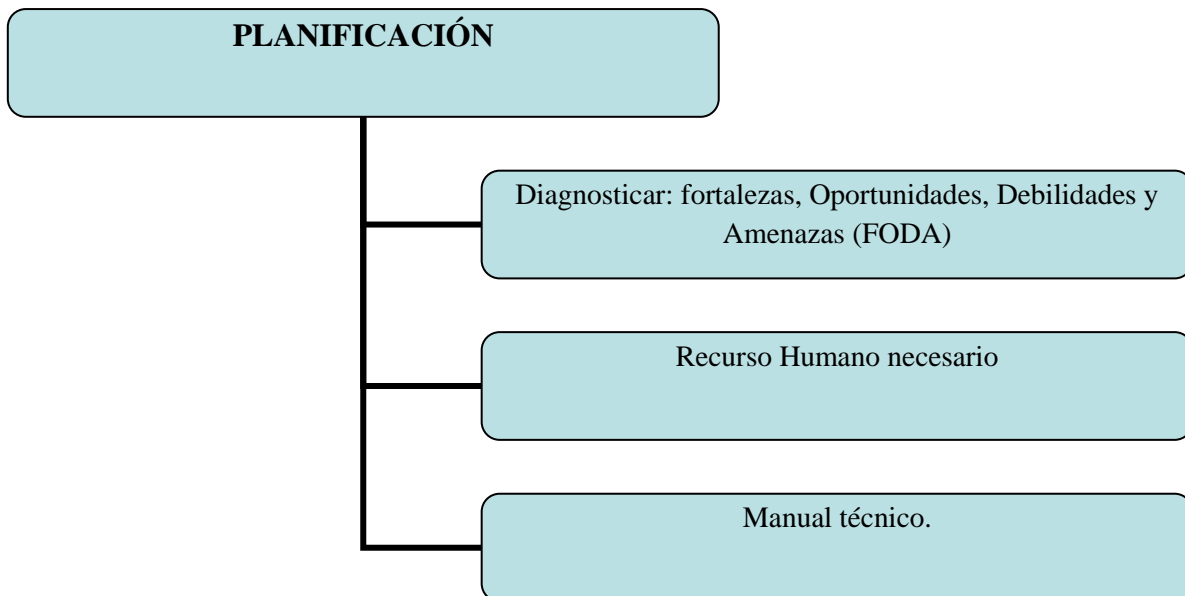 PLANIFICACIÓN
Diagnosticar: fortalezas, Oportunidades, Debilidades y
Amenazas (FODA)
Recurso Humano necesario
Manual técnico.